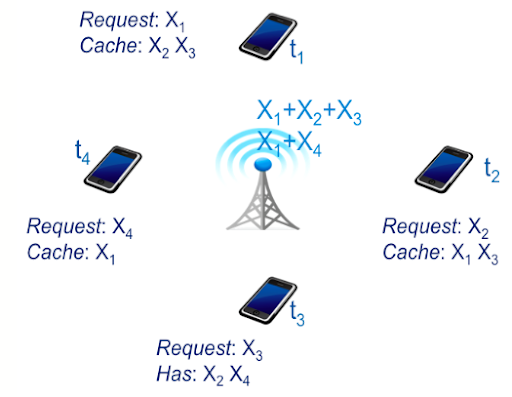 Request: X₁
Cache: X₂ X₃
t₁
X₁+X₂+X₃
X₁+X₄
t₄
t₂
Request: X₄
Cache: X₁
Request: X₂
Cache: X₁ X₃
t₃
Request: X₃
Has: X₂ X₄